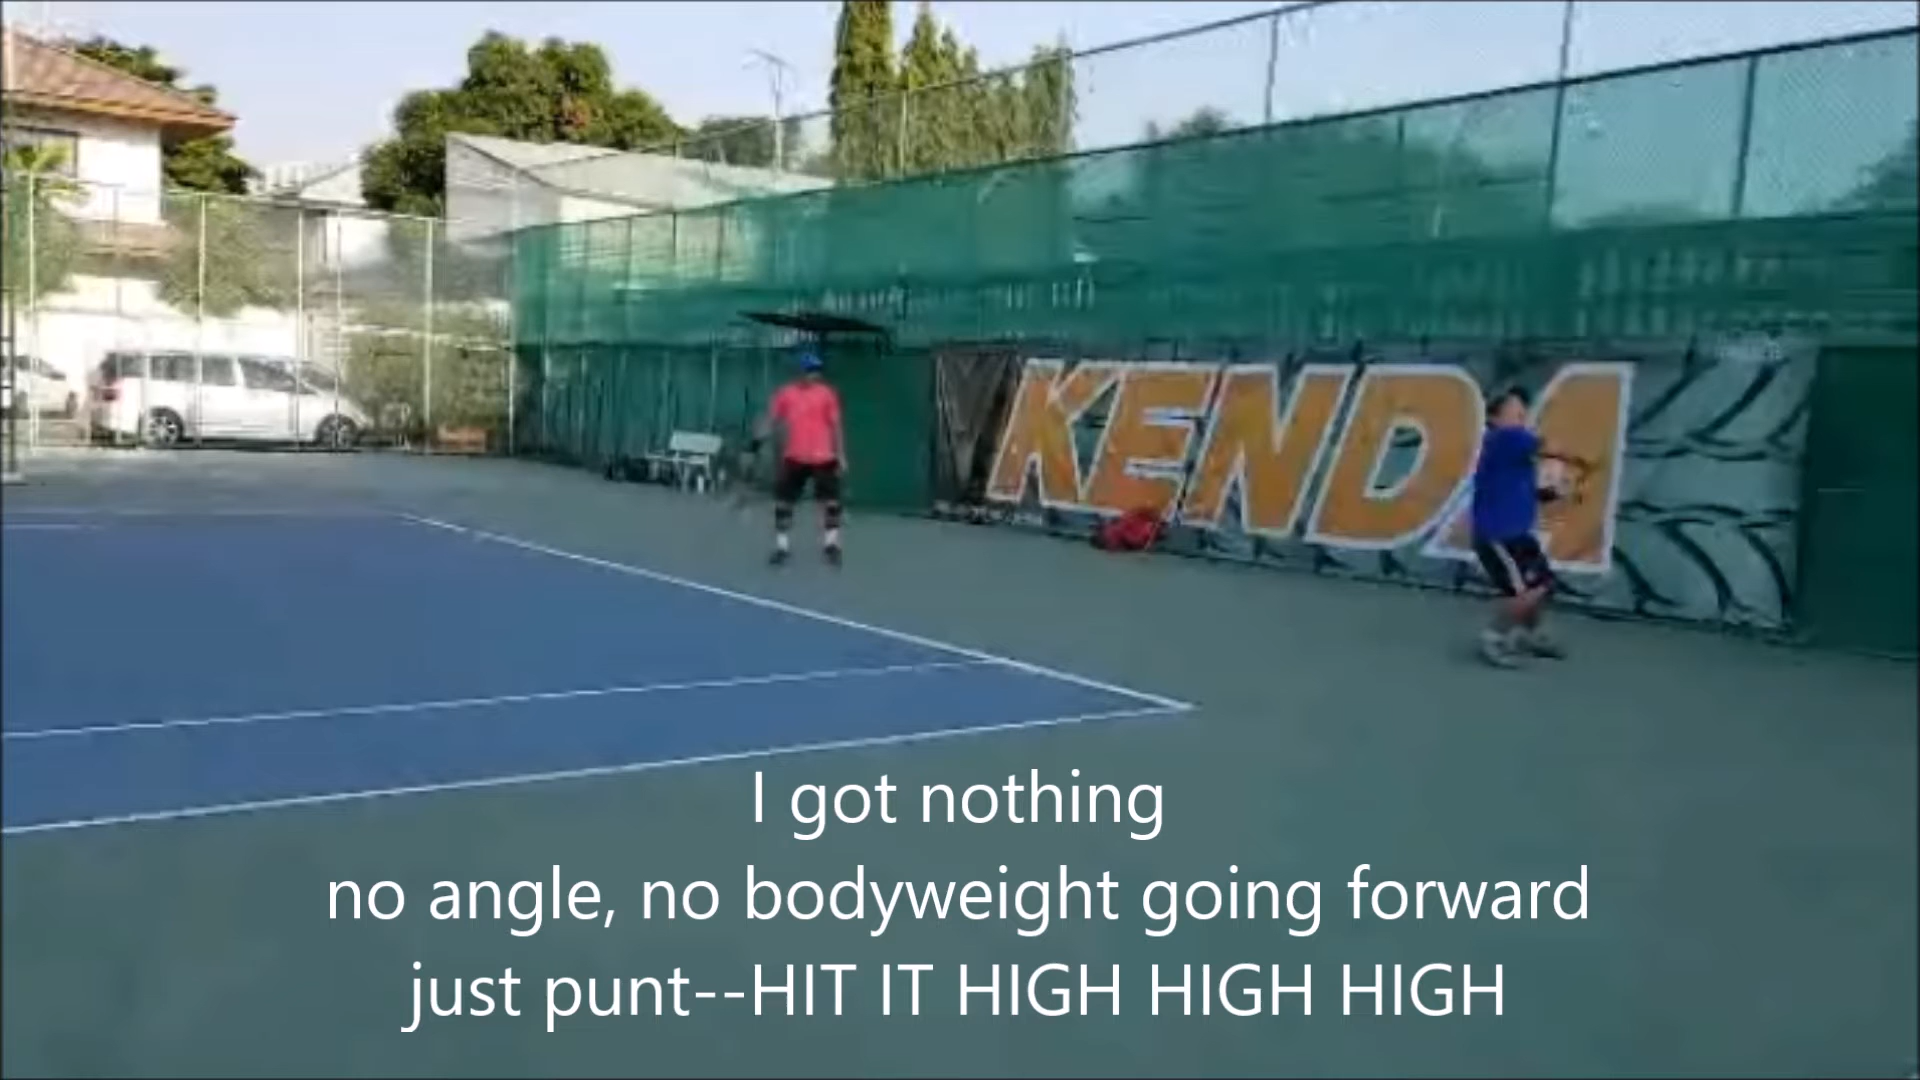 KENDA
I got nothing
no angle, no bodyweight going forward
just punt--HIT IT HIGH HIGH HIGH